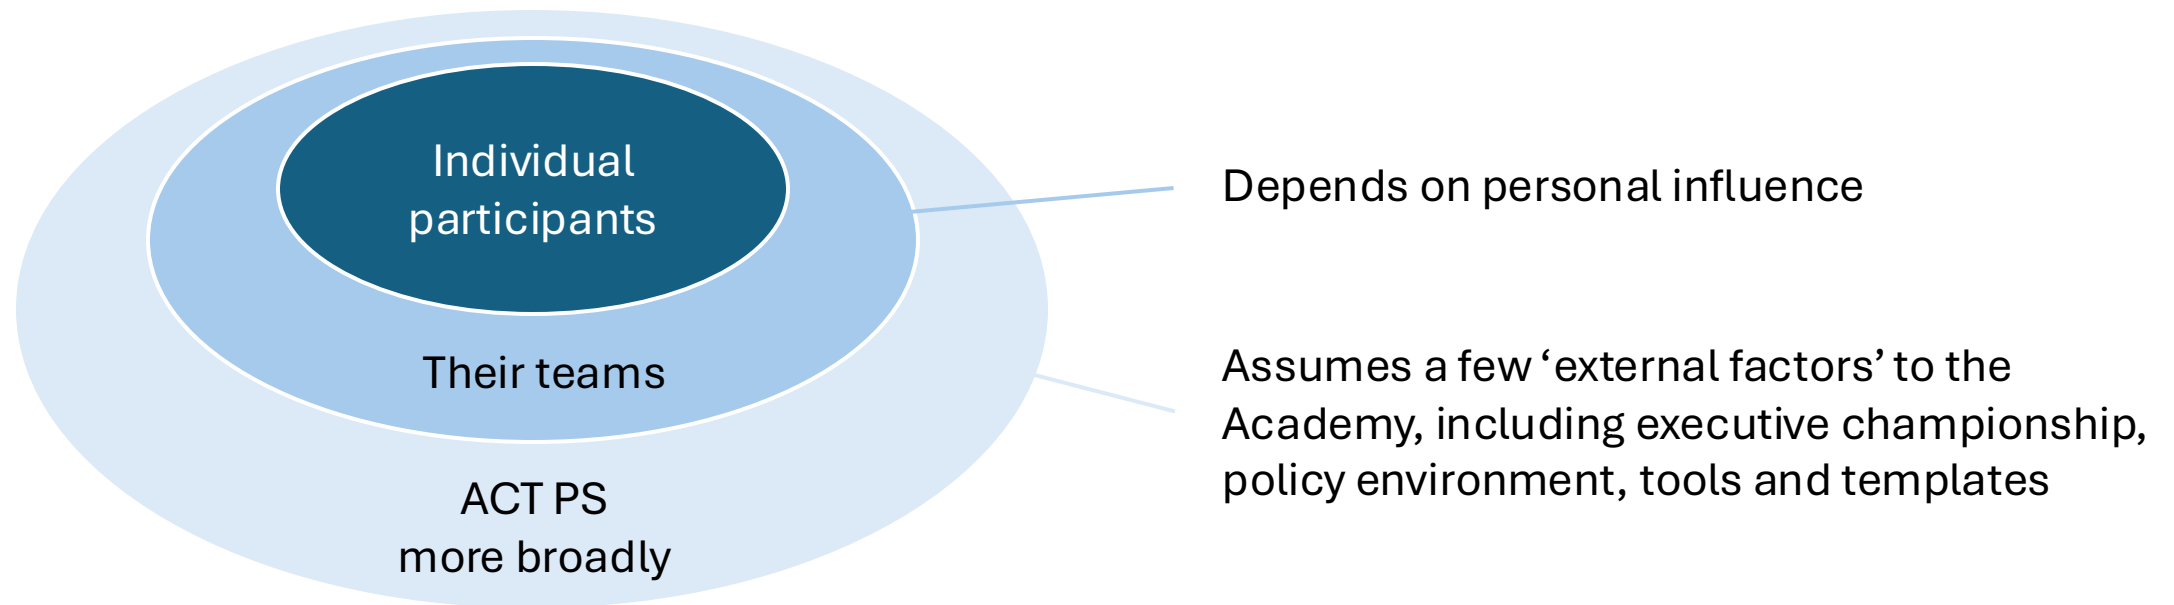 Individual
participants
Their teams
ACT PS
more broadly
Depends on personal influence
Assumes a few ‘external factors’ to the
Academy, including executive championship,
policy environment, tools and templates